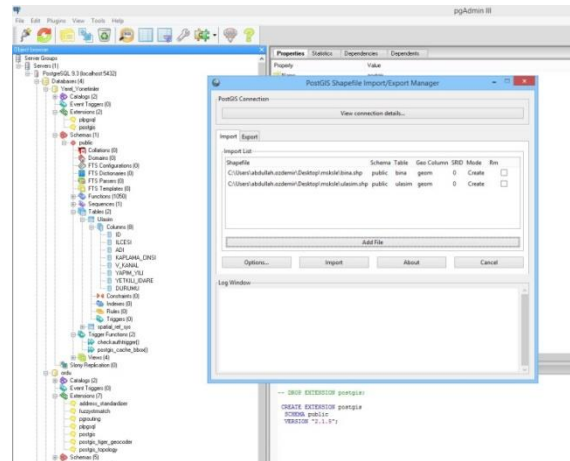 pgAdmin III
File Edit Plugins View Tools Help
Object browser
Server Groups
Servers (1)
PostgreSQL 9.3 (localhost:5432)
Databases (4)
Yerel_Yonetimler
Catalogs (2)
Event Triggers (0)
Extensions (2)
plpgsql
postgis
Schemas (1)
public
Collations (0)
Domains (0)
FTS Configurations (0)
FTS Dictionaries (0)
FTS Parsers (0)
FTS Templates (0)
Functions (1050)
Sequences (1)
Tables (2)
Ulasim
Columns (8)
ID
ILCESI
ADI
KAPLAMA_CINSI
V_KANAL
YAPIM_YILI
YETKILI_IDARE
DURUMU
Constraints (0)
Indexes (0)
Rules (0)
Triggers (0)
spatial_ref_sys
Trigger Functions (2)
checkauthtrigger()
postgis_cache_bbox()
Views (4)
Slony Replication (0)
ordu
Catalogs (2)
Event Triggers (0)
Extensions (7)
address_standardizer
fuzzystrmatch
pgrouting
plpgsql
postgis
postgis_tiger_geocoder
postgis_topology
Schemas (5)
Properties Statistics Dependencies Dependents
Property Value
Name
PostGIS Shapefile Import/Export Manager
PostGIS Connection
View connection details...
Import Export
Import List
Shapefile Schema Table Geo Column SRID Mode Rm
C:\Users\abdullah.ozdemir\Desktop\mskole\bina.shp public bina geom 0 Create
C:\Users\abdullah.ozdemir\Desktop\mskole\ulasim.shp public ulasim geom 0 Create
Add File
Options... Import About Cancel
Log Window
-- DROP EXTENSION postgis;
CREATE EXTENSION postgis
SCHEMA public
VERSION "2.1.8";